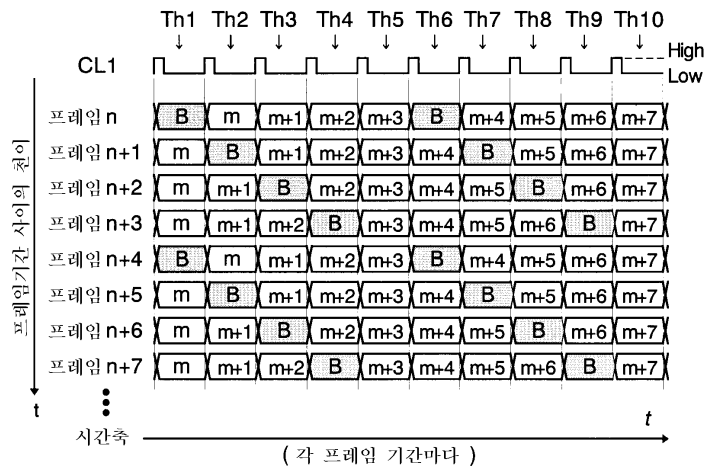 Th1 Th2 Th3 Th4 Th5 Th6 Th7 Th8 Th9 Th10
CL1 High
Low
프레임 n B m m+1 m+2 m+3 B m+4 m+5 m+6 m+7
프레임 n+1 m B m+1 m+2 m+3 m+4 B m+5 m+6 m+7
프레임 n+2 m m+1 B m+2 m+3 m+4 m+5 B m+6 m+7
프레임 n+3 m m+1 m+2 B m+3 m+4 m+5 m+6 B m+7
프레임 n+4 B m m+1 m+2 m+3 B m+4 m+5 m+6 m+7
프레임 n+5 m B m+1 m+2 m+3 m+4 B m+5 m+6 m+7
프레임 n+6 m m+1 B m+2 m+3 m+4 m+5 B m+6 m+7
프레임 n+7 m m+1 m+2 B m+3 m+4 m+5 m+6 B m+7
프레임기간 사이의 천이
t
시간축 t
( 각 프레임 기간마다 )